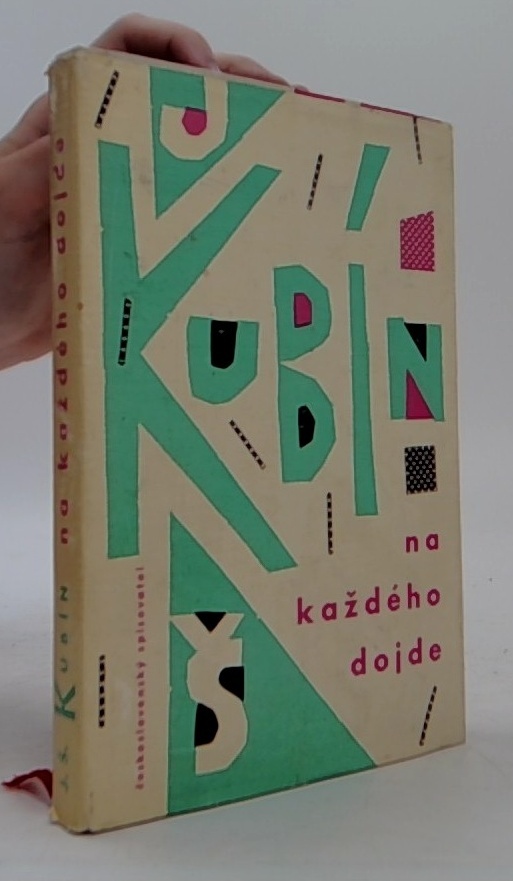 J
KUBÍN
Š
na
každého
dojde
československý spisovatel
J. Š. KUBÍN na každého dojde